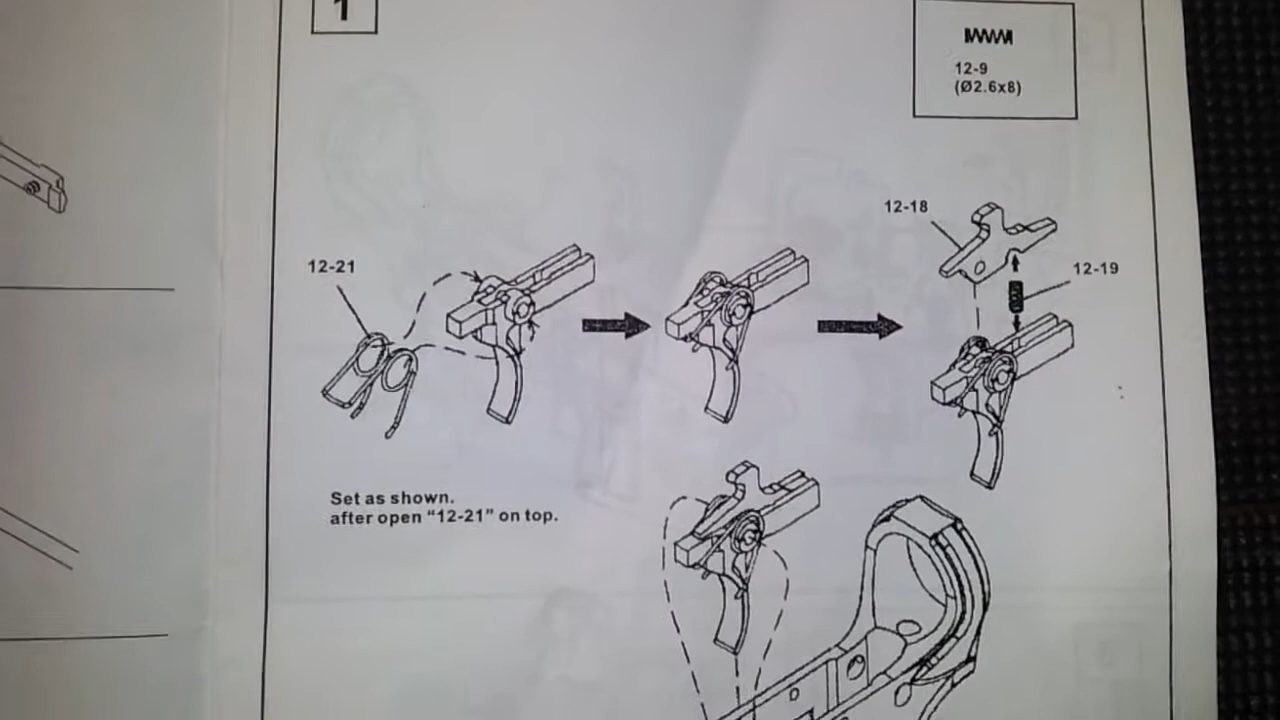 1
12-9
(Ø2.6x8)
12-18
12-21
12-19
Set as shown.
after open “12-21” on top.